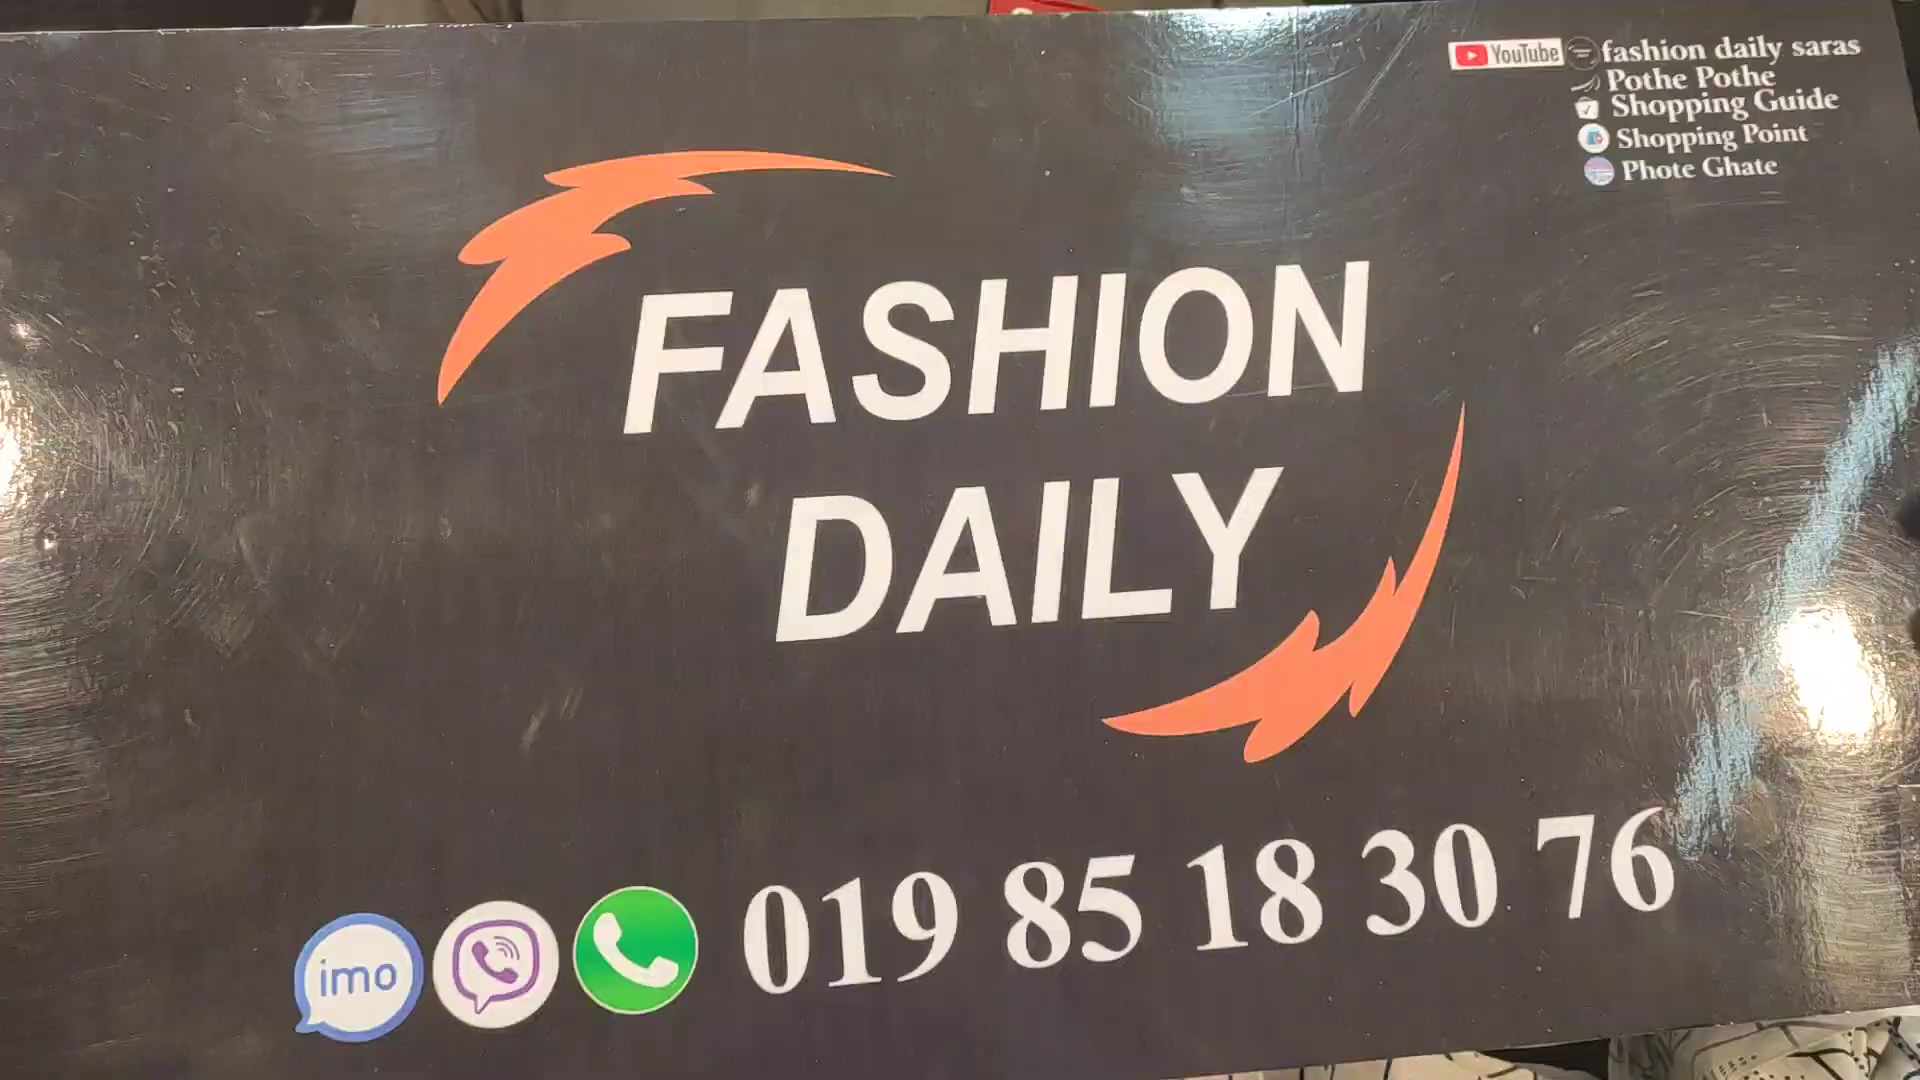 YouTube fashion daily saras
Pothe Pothe
Shopping Guide
Shopping Point
Phote Ghate
FASHION
DAILY
imo 019 85 18 30 76